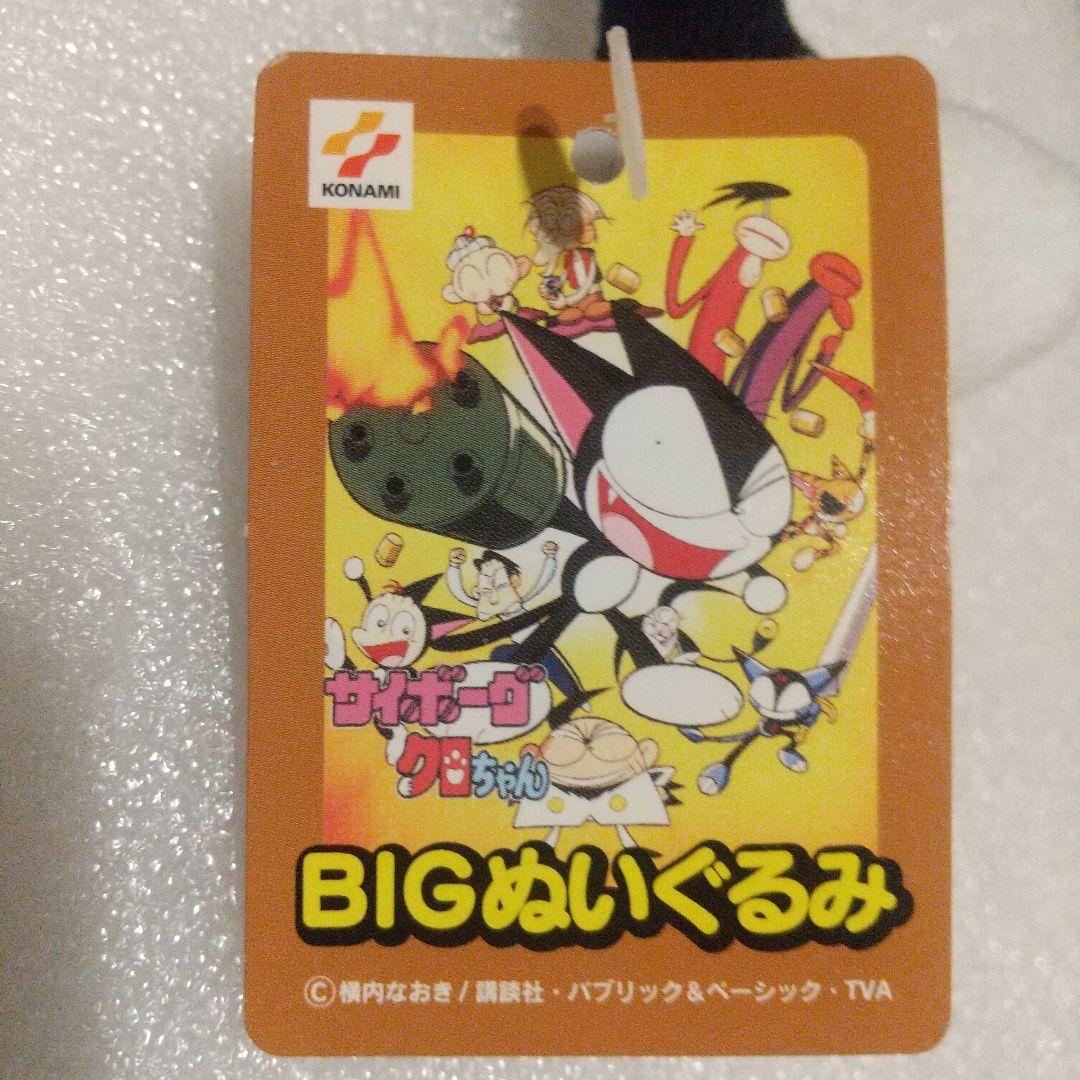 KONAMI
サイボーグ
クロちゃん
BIGぬいぐるみ
©横内なおき/講談社・パブリック&ベーシック・TVA